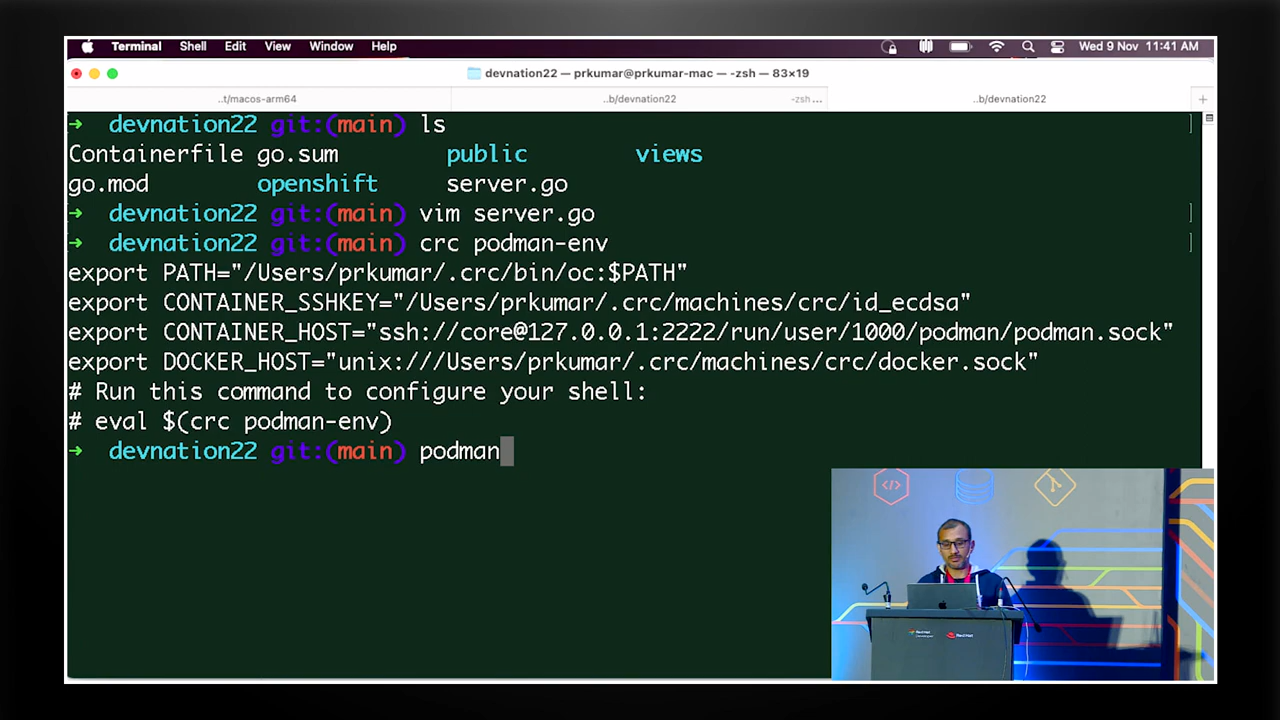 Terminal Shell Edit View Window Help Wed 9 Nov 11:41 AM
devnation22 — prkumar@prkumar-mac — -zsh — 83×19
..t/macos-arm64 ..b/devnation22 -zsh ... ..b/devnation22 +
→ devnation22 git:(main) ls
Containerfile go.sum public views
go.mod openshift server.go
→ devnation22 git:(main) vim server.go
→ devnation22 git:(main) crc podman-env
export PATH="/Users/prkumar/.crc/bin/oc:$PATH"
export CONTAINER_SSHKEY="/Users/prkumar/.crc/machines/crc/id_ecdsa"
export CONTAINER_HOST="ssh://core@127.0.0.1:2222/run/user/1000/podman/podman.sock"
export DOCKER_HOST="unix:///Users/prkumar/.crc/machines/crc/docker.sock"
# Run this command to configure your shell:
# eval $(crc podman-env)
→ devnation22 git:(main) podman